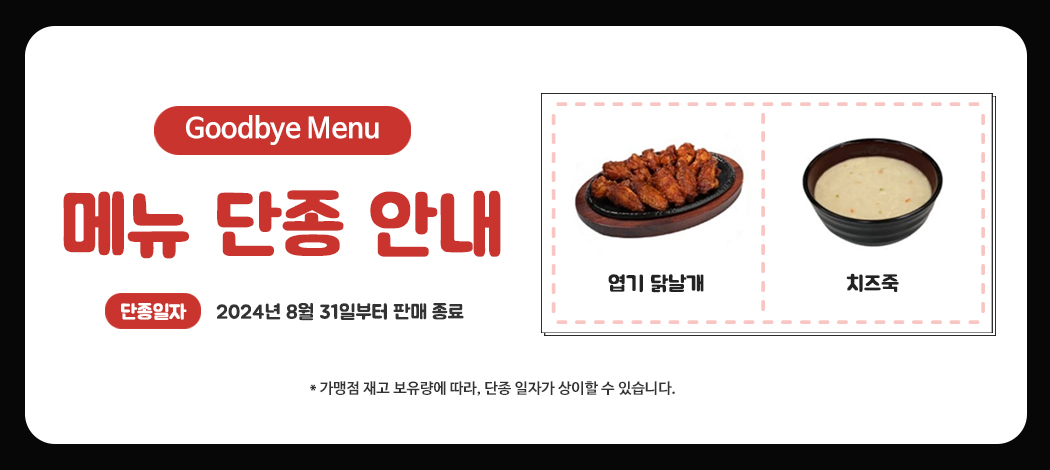 Goodbye Menu
메뉴 단종 안내
단종일자 2024년 8월 31일부터 판매 종료
엽기 닭날개
치즈죽
* 가맹점 재고 보유량에 따라, 단종 일자가 상이할 수 있습니다.